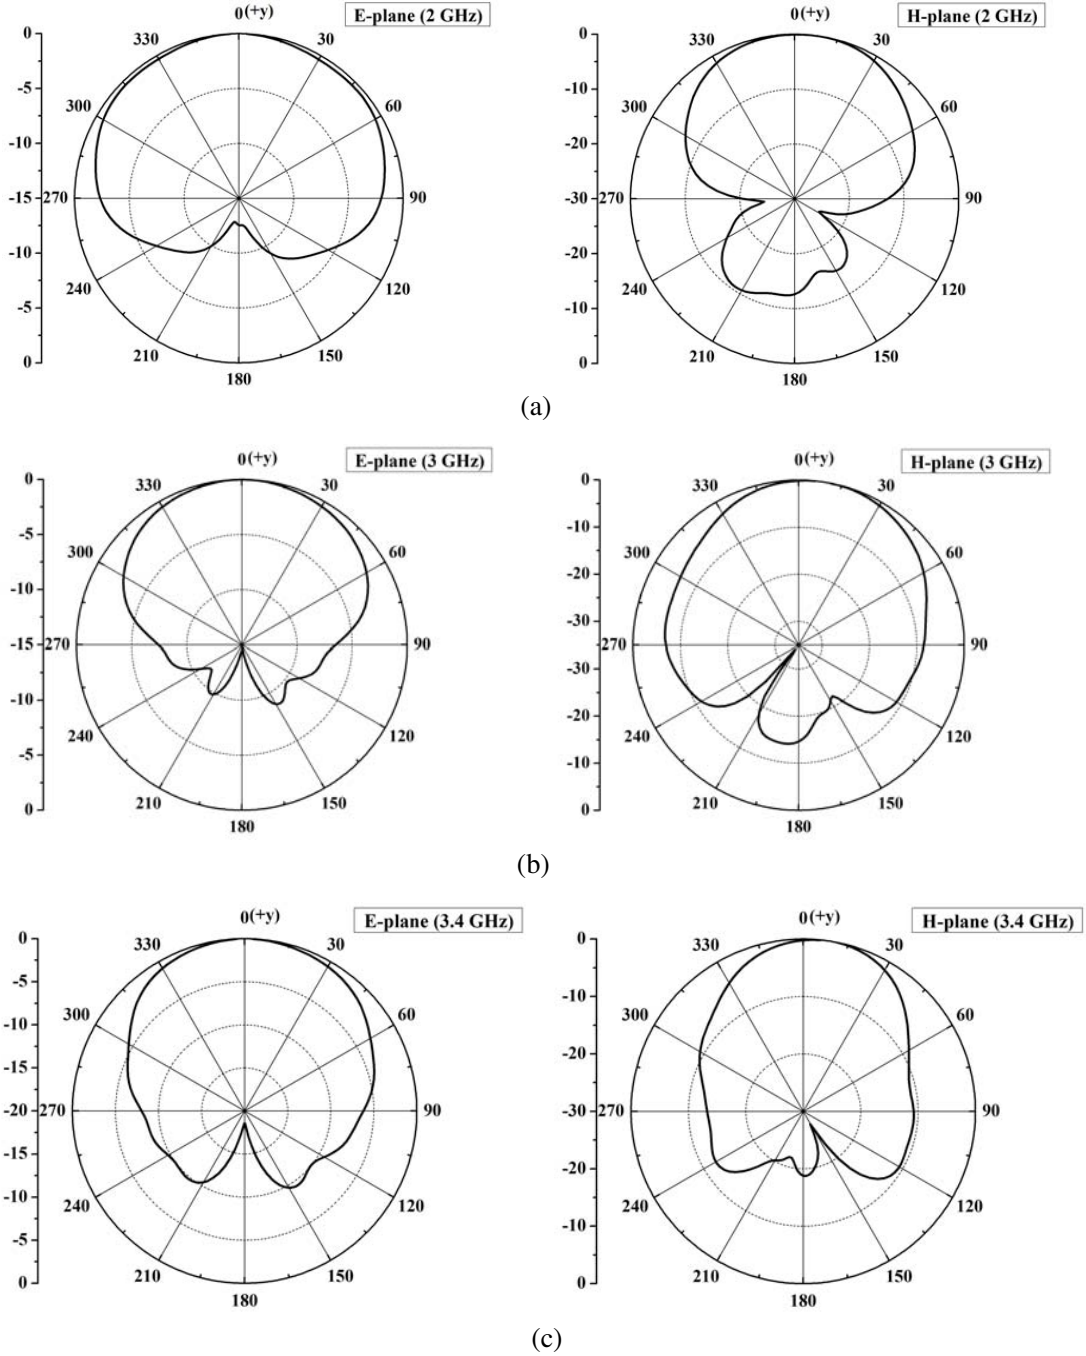 0(+y) E-plane (2 GHz) 0(+y) H-plane (2 GHz)
0 330 30 0 330 30
-5 300 60 -10 300 60
-10 -20
-15 270 90 -30 270 90
-10 240 120 -20 240 120
-5 210 150 -10 210 150
0 180 0 180
(a)
0(+y) E-plane (3 GHz) 0(+y) H-plane (3 GHz)
0 330 30 0 330 30
-5 300 60 -10 300 60
-10 -20
-30
-15 270 90 270 90
-30
-10 240 120 -20 240 120
-5 210 150 -10 210 150
0 180 0 180
(b)
0(+y) E-plane (3.4 GHz) 0(+y) H-plane (3.4 GHz)
0 330 30 0 330 30
-5
-10 300 60 -10 300 60
-15 -20
-20 270 90 -30 270 90
-15 -20
-10 240 120 -10 240 120
-5 210 150 210 150
0 180 0 180
(c)